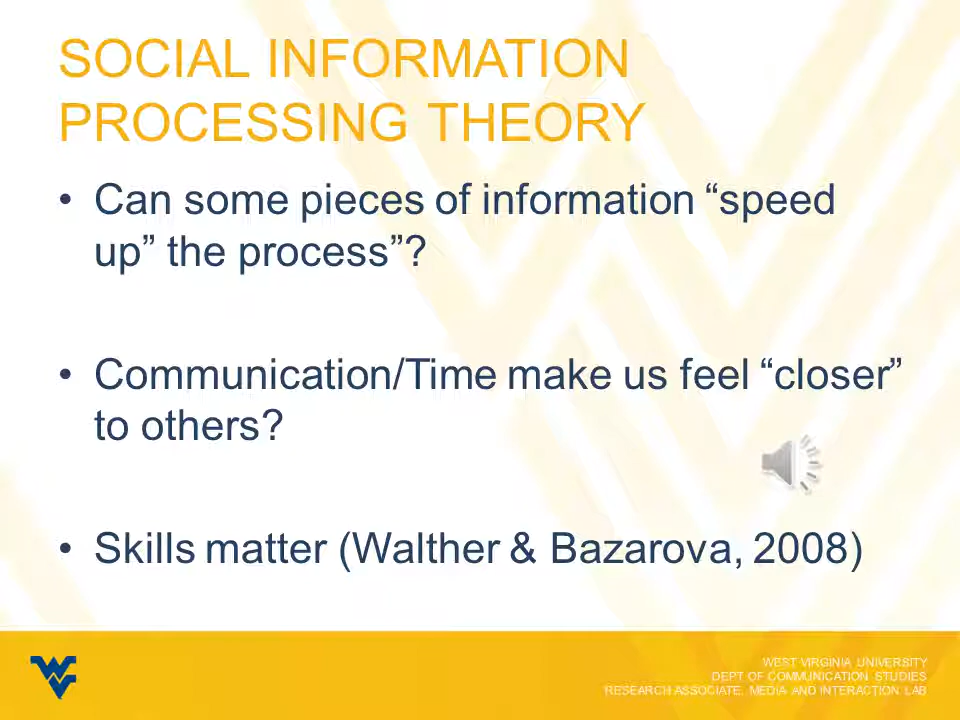 SOCIAL INFORMATION
PROCESSING THEORY
• Can some pieces of information “speed
up” the process”?
• Communication/Time make us feel “closer”
to others?
• Skills matter (Walther & Bazarova, 2008)
WEST VIRGINIA UNIVERSITY
DEPT OF COMMUNICATION STUDIES
RESEARCH ASSOCIATE, MEDIA AND INTERACTION LAB